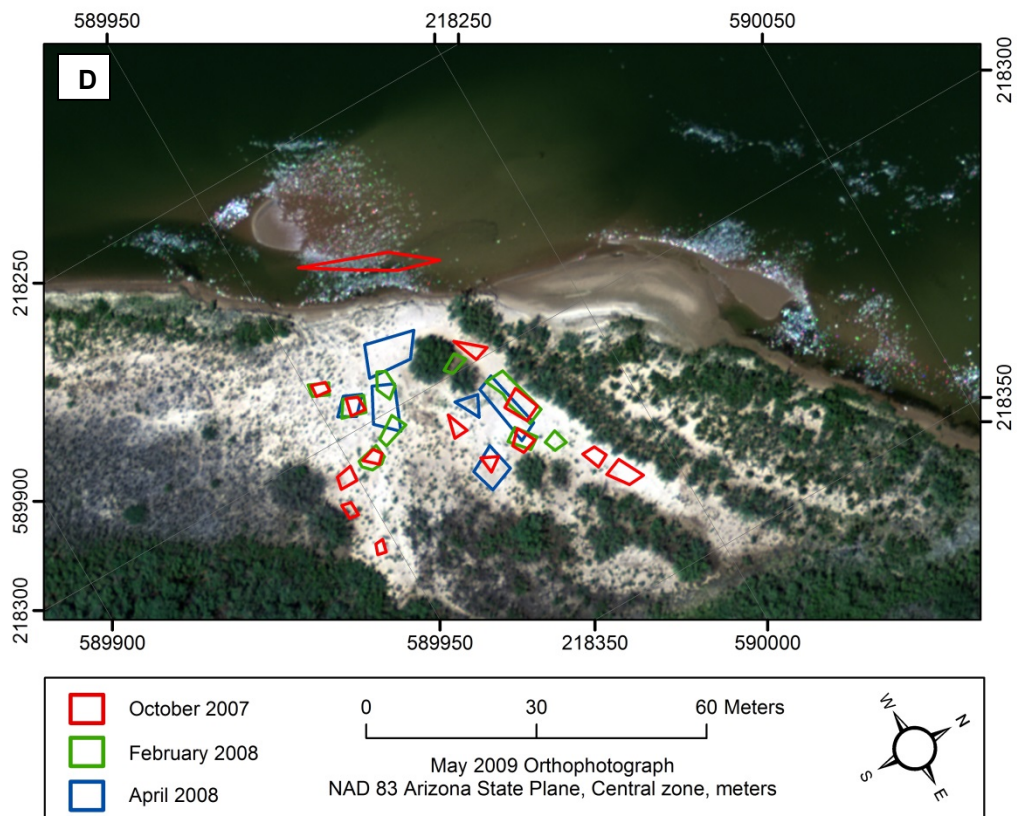 589950 218250 590050
D
218300
218250
218350
589900
218300
589900 589950 218350 590000
October 2007
February 2008
April 2008
0 30 60 Meters
May 2009 Orthophotograph
NAD 83 Arizona State Plane, Central zone, meters
W
N
S
E